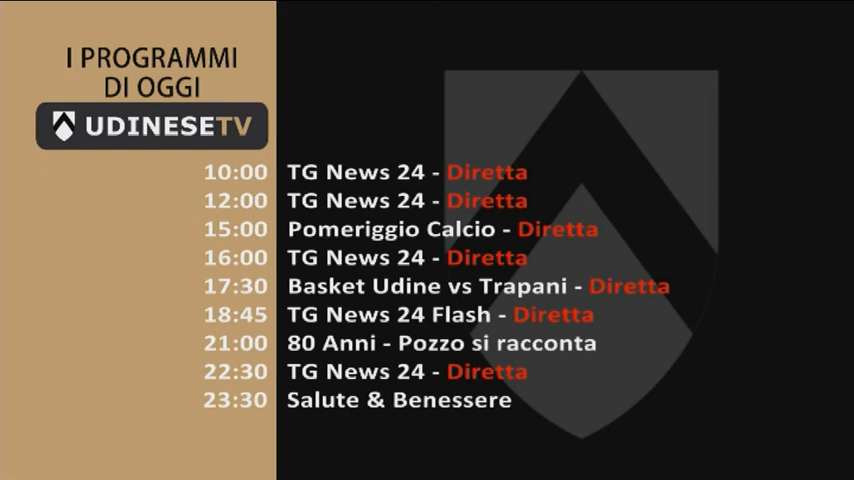 I PROGRAMMI
DI OGGI
UDINESETV
10:00 TG News 24 - Diretta
12:00 TG News 24 - Diretta
15:00 Pomeriggio Calcio - Diretta
16:00 TG News 24 - Diretta
17:30 Basket Udine vs Trapani - Diretta
18:45 TG News 24 Flash - Diretta
21:00 80 Anni - Pozzo si racconta
22:30 TG News 24 - Diretta
23:30 Salute & Benessere